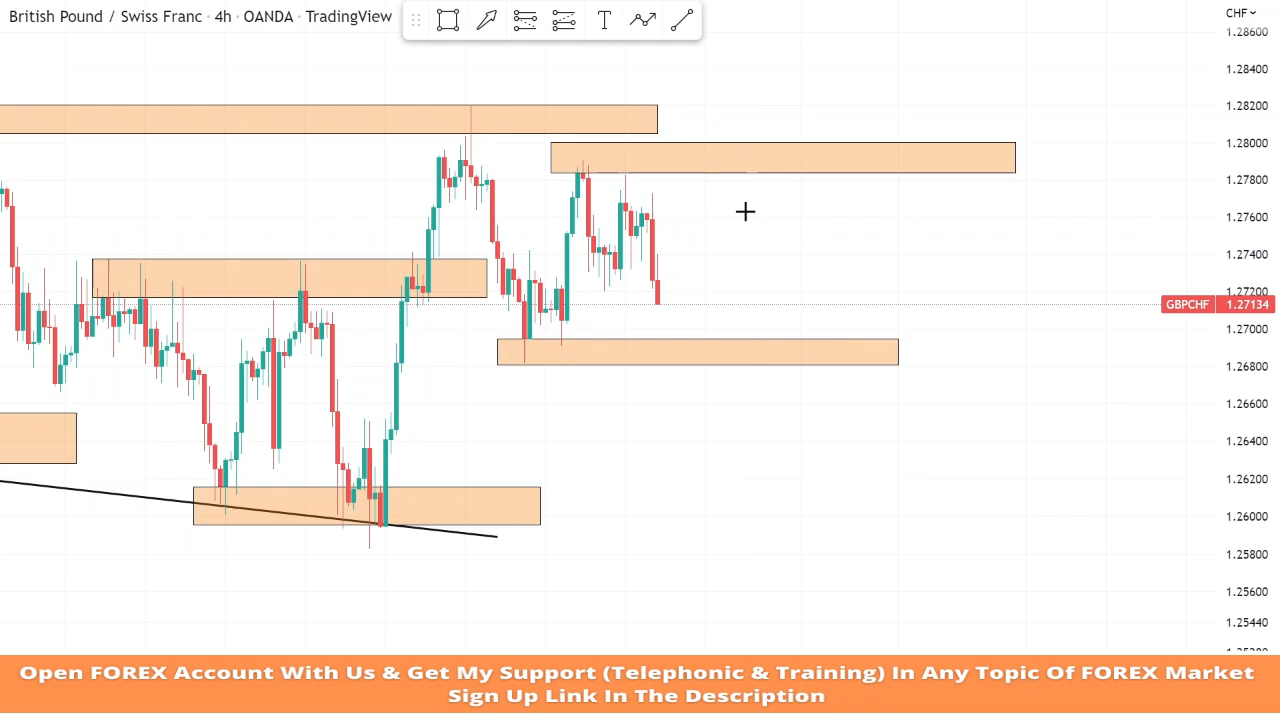 British Pound / Swiss Franc · 4h · OANDA · TradingView
T
CHF
1.28600
1.28400
1.28200
1.28000
1.27800
1.27600
1.27400
1.27200
GBPCHF 1.27134
1.27000
1.26800
1.26600
1.26400
1.26200
1.26000
1.25800
1.25600
1.25440
Open FOREX Account With Us & Get My Support (Telephonic & Training) In Any Topic Of FOREX Market
Sign Up Link In The Description